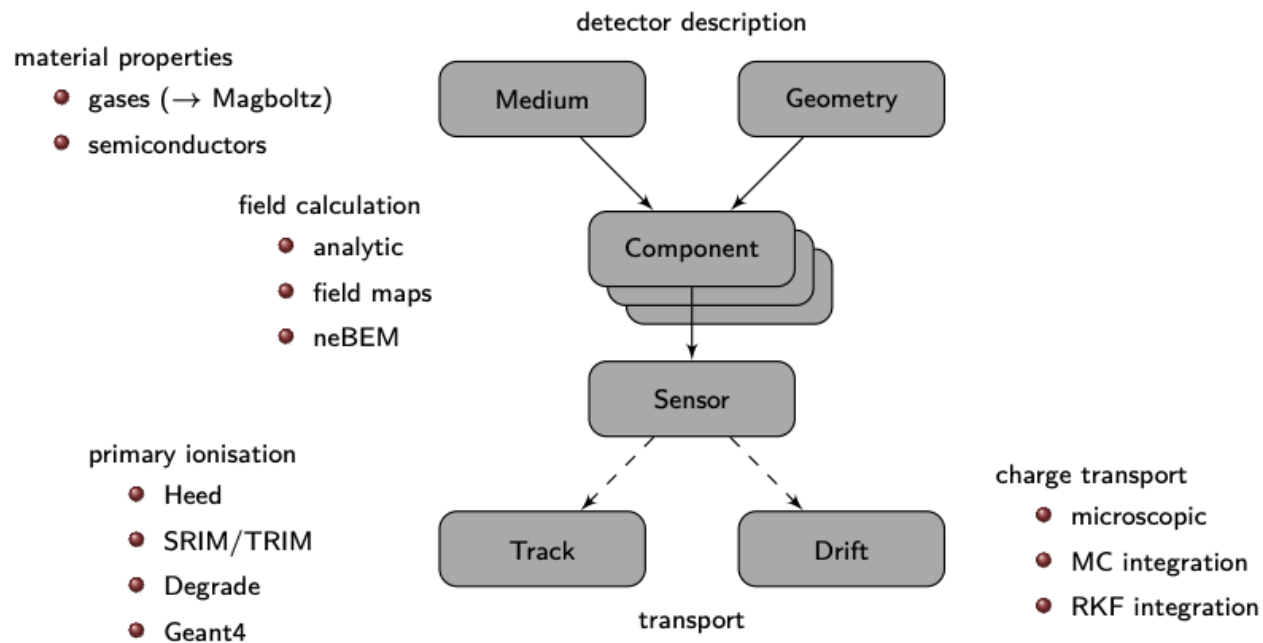 detector description
material properties
gases (→ Magboltz)
semiconductors
Medium
Geometry
field calculation
analytic
field maps
neBEM
Component
Sensor
primary ionisation
Heed
SRIM/TRIM
Degrade
Geant4
Track
Drift
transport
charge transport
microscopic
MC integration
RKF integration